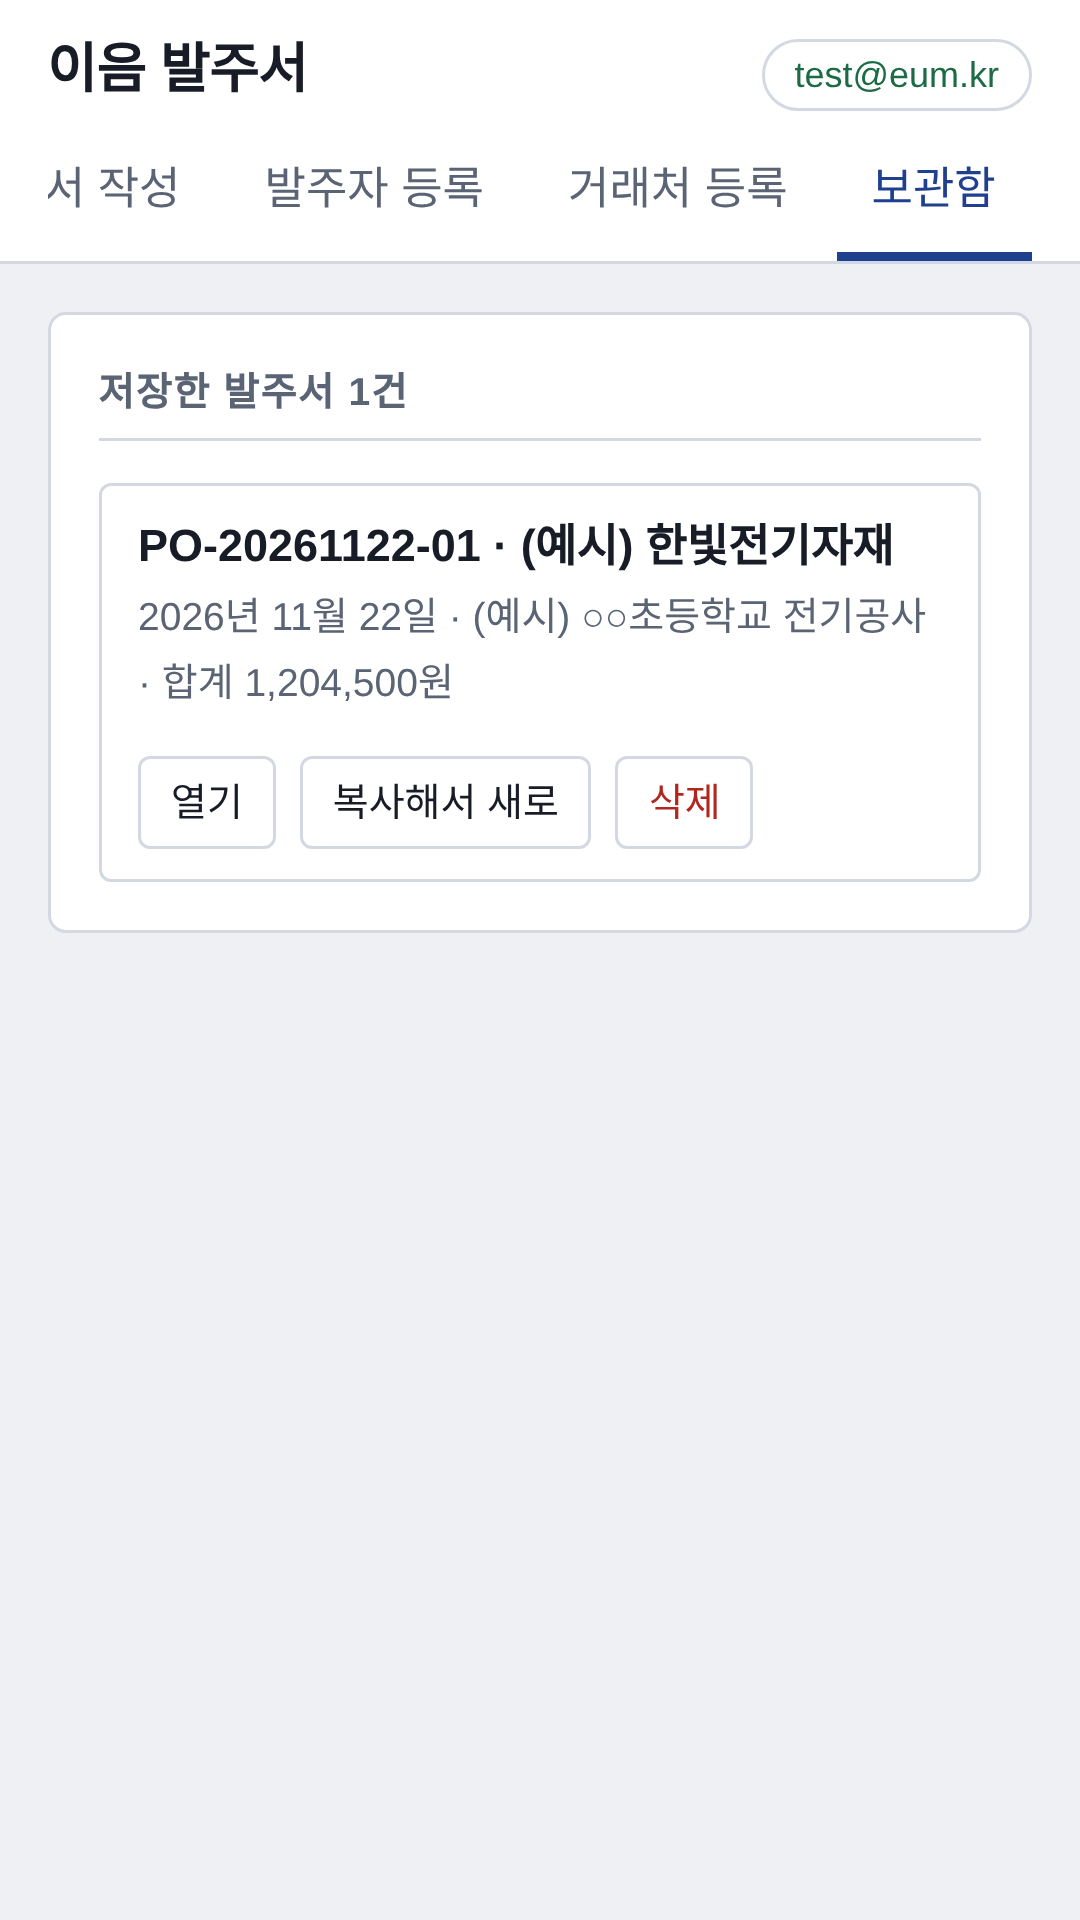 이음 발주서
test@eum.kr
서 작성 발주자 등록 거래처 등록 보관함
저장한 발주서 1건
PO-20261122-01 · (예시) 한빛전기자재
2026년 11월 22일 · (예시) ○○초등학교 전기공사
· 합계 1,204,500원
열기 복사해서 새로 삭제